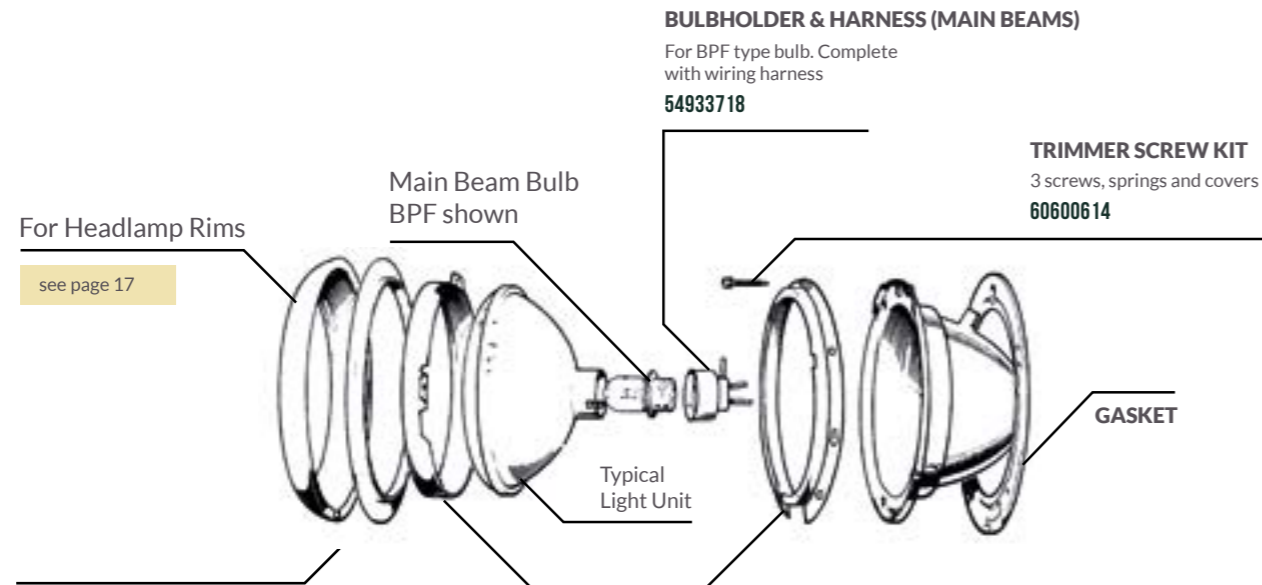 BULBHOLDER & HARNESS (MAIN BEAMS)
For BPF type bulb. Complete
with wiring harness
54933718
TRIMMER SCREW KIT
3 screws, springs and covers
60600614
Main Beam Bulb
BPF shown
For Headlamp Rims
see page 17
GASKET
Typical
Light Unit